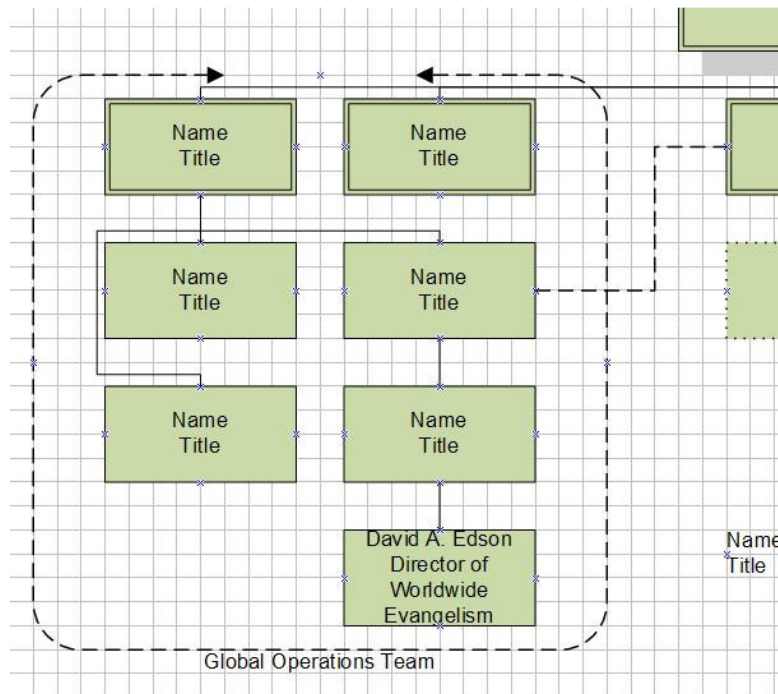 Name
Title
Name
Title
Name
Title
Name
Title
Name
Title
Name
Title
David A. Edson
Director of
Worldwide
Evangelism
Name
Title
Global Operations Team